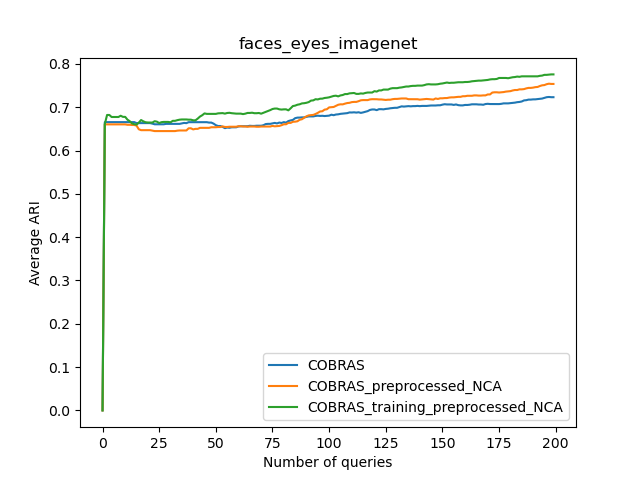 faces_eyes_imagenet
Average ARI
0.8
0.7
0.6
0.5
0.4
0.3
0.2
0.1
0.0
COBRAS
COBRAS_preprocessed_NCA
COBRAS_training_preprocessed_NCA
0 25 50 75 100 125 150 175 200
Number of queries